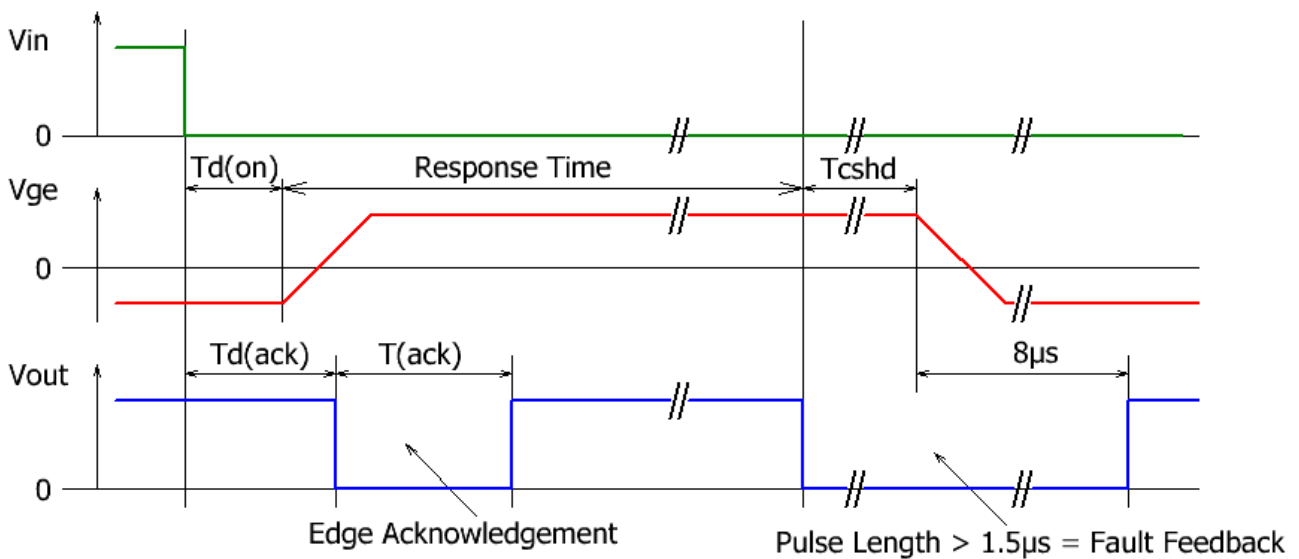 Vin
0
Td(on)
Response Time
Tcshd
Vge
0
Td(ack)
T(ack)
8µs
Vout
0
Edge Acknowledgement
Pulse Length > 1.5µs = Fault Feedback